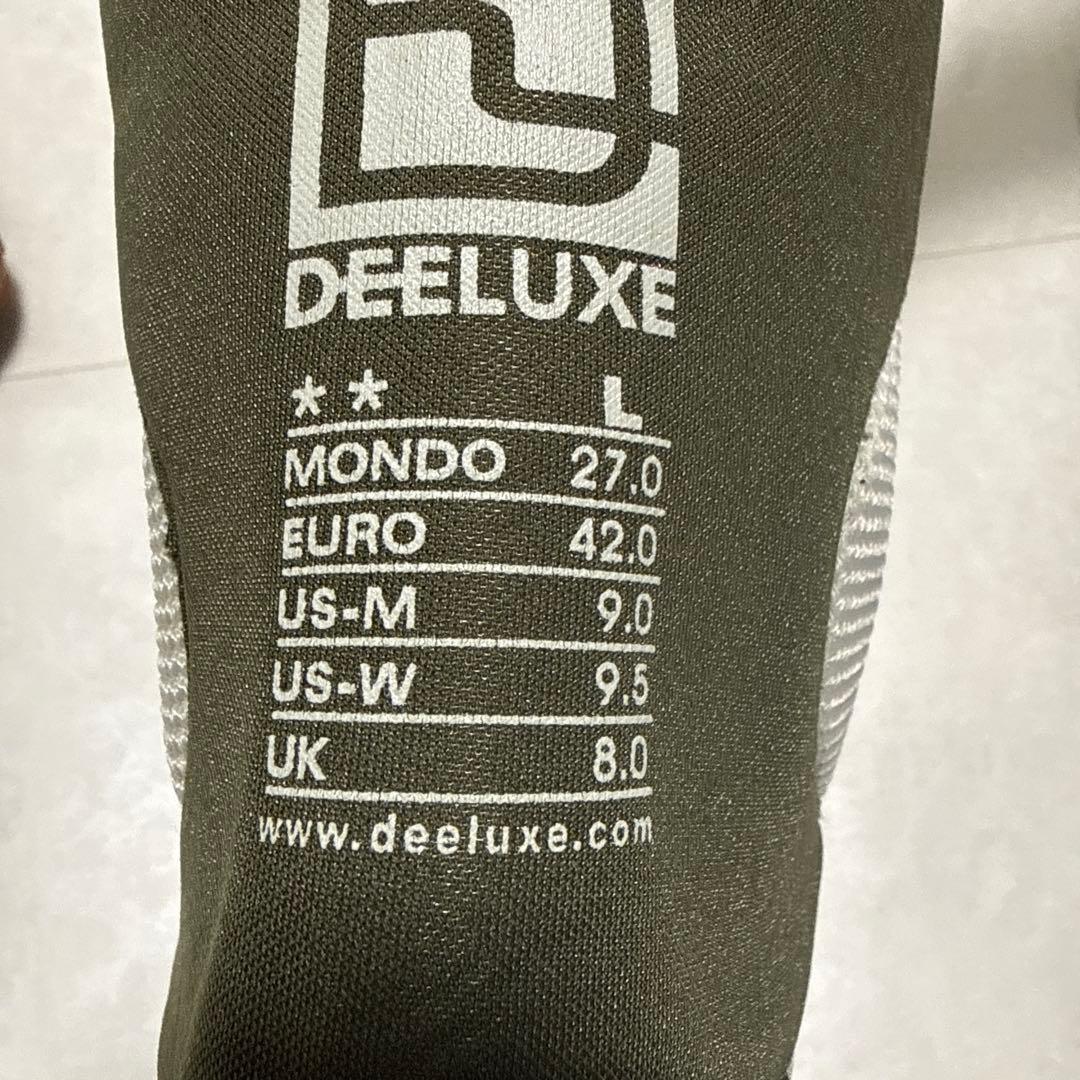 DEELUXE
** L
MONDO 27.0
EURO 42.0
US-M 9.0
US-W 9.5
UK 8.0
www.deeluxe.com